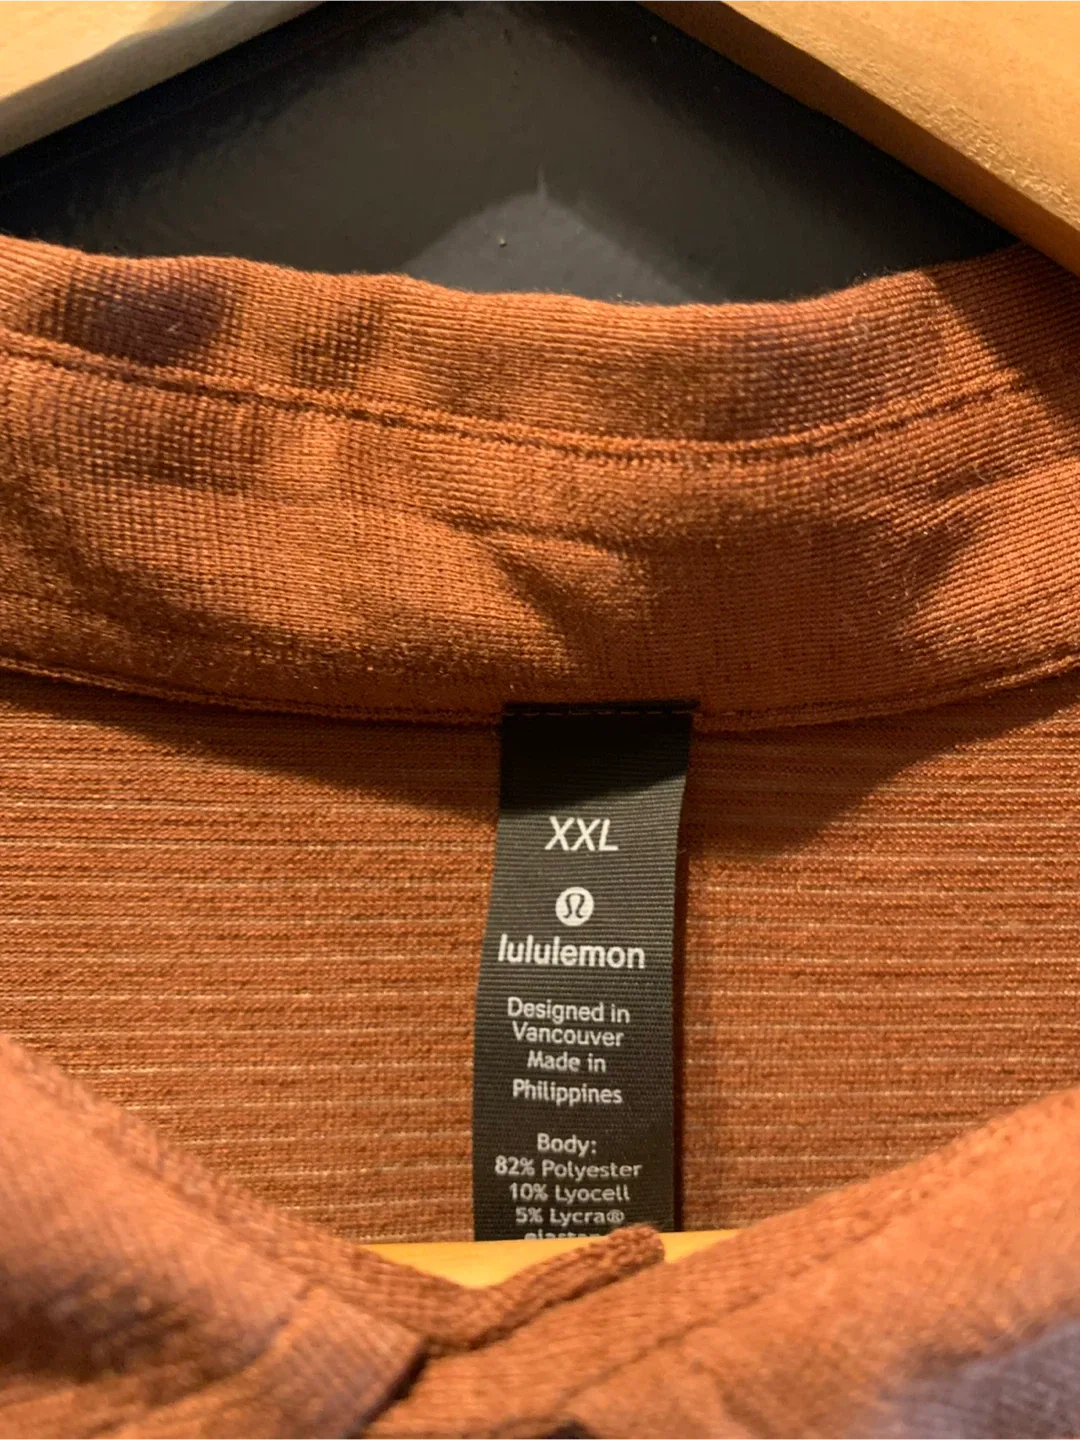 XXL
lululemon
Designed in
Vancouver
Made in
Philippines
Body:
82% Polyester
10% Lyocell
5% Lycra®